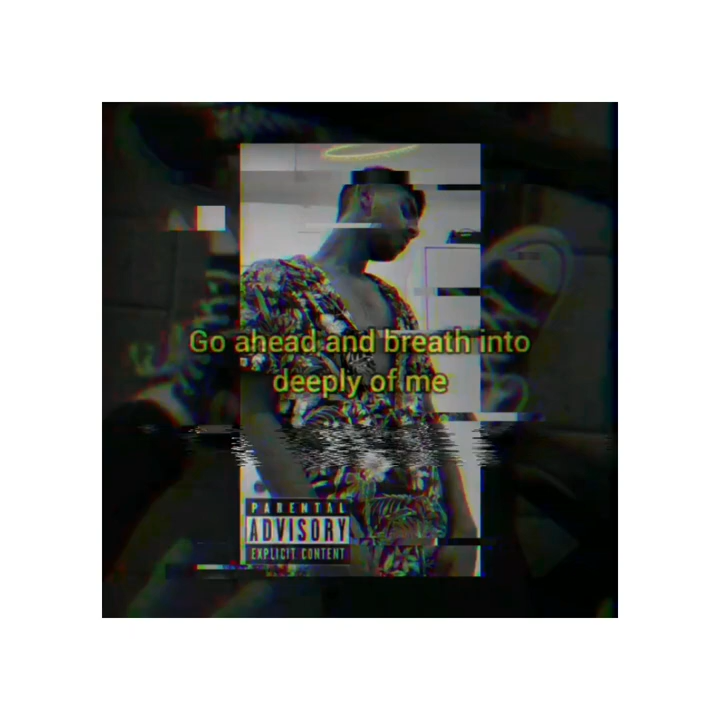 Go ahead and breath into
deeply of me
PARENTAL
ADVISORY
EXPLICIT CONTENT